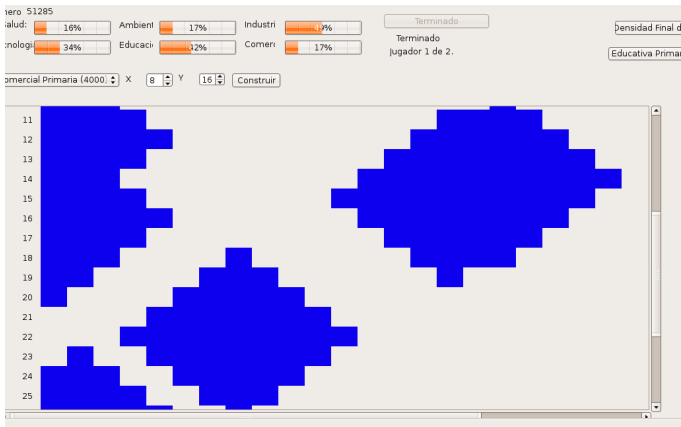 nero 51285
Salud: 16% Ambient 17% Industri 49%
cnologi 34% Educaci 42% Comerc 17%
Terminado
Terminado
Jugador 1 de 2.
Densidad Final d
Educativa Primar
omercial Primaria (4000) X 8 Y 16 Construir
11
12
13
14
15
16
17
18
19
20
21
22
23
24
25